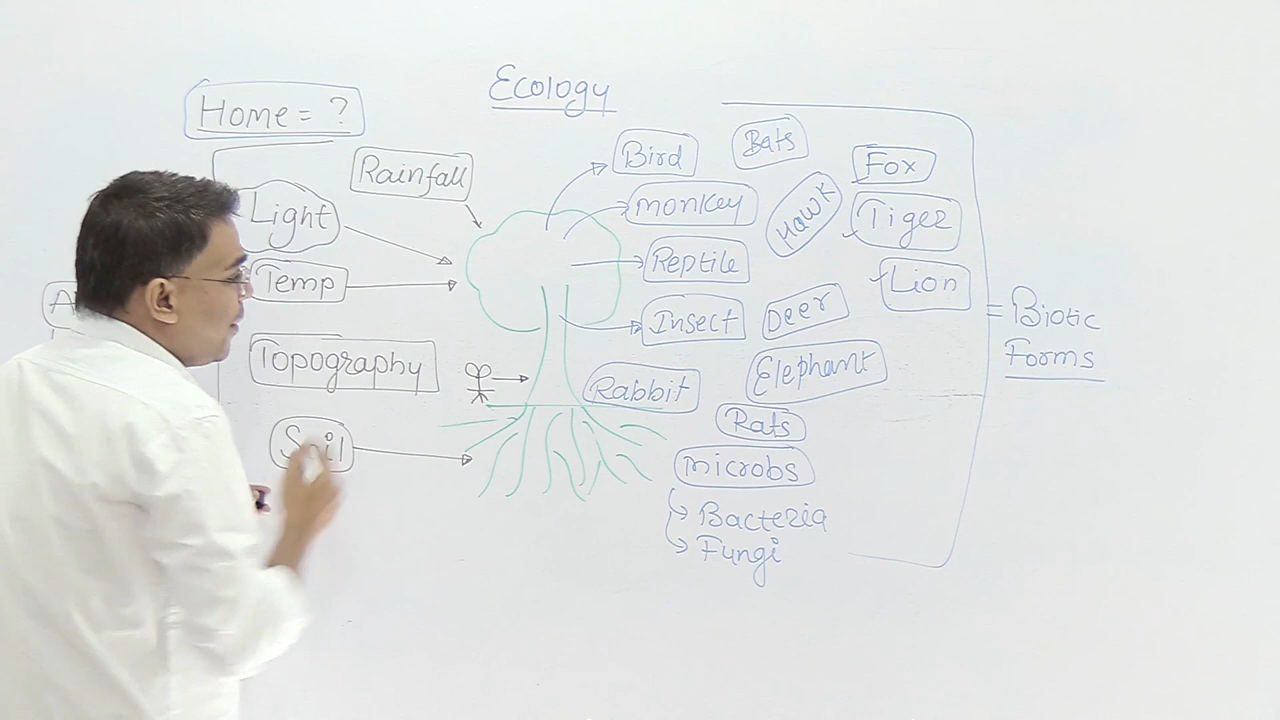 Ecology
Home = ?
Rainfall
Light
Temp
Topography
Soil
Bird
Monkey
Reptile
Insect
Rabbit
Bats
Hawk
Deer
Elephant
Rats
Microbs
Bacteria
Fungi
Fox
Tiger
Lion
= Biotic
Forms